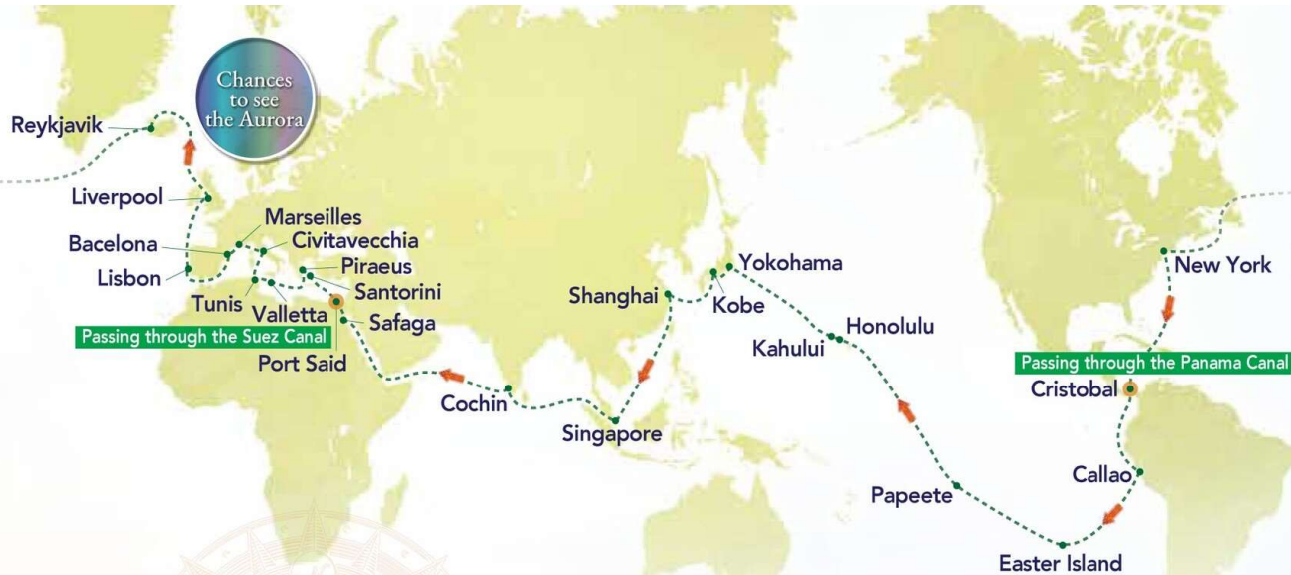 Chances
to see
the Aurora
Reykjavik
Liverpool
Marseilles
Bacelona
Civitavecchia
Lisbon
Piraeus
Santorini
Tunis
Valletta
Safaga
Passing through the Suez Canal
Port Said
Cochin
Singapore
Shanghai
Kobe
Yokohama
Kahului
Honolulu
New York
Passing through the Panama Canal
Cristobal
Callao
Papeete
Easter Island